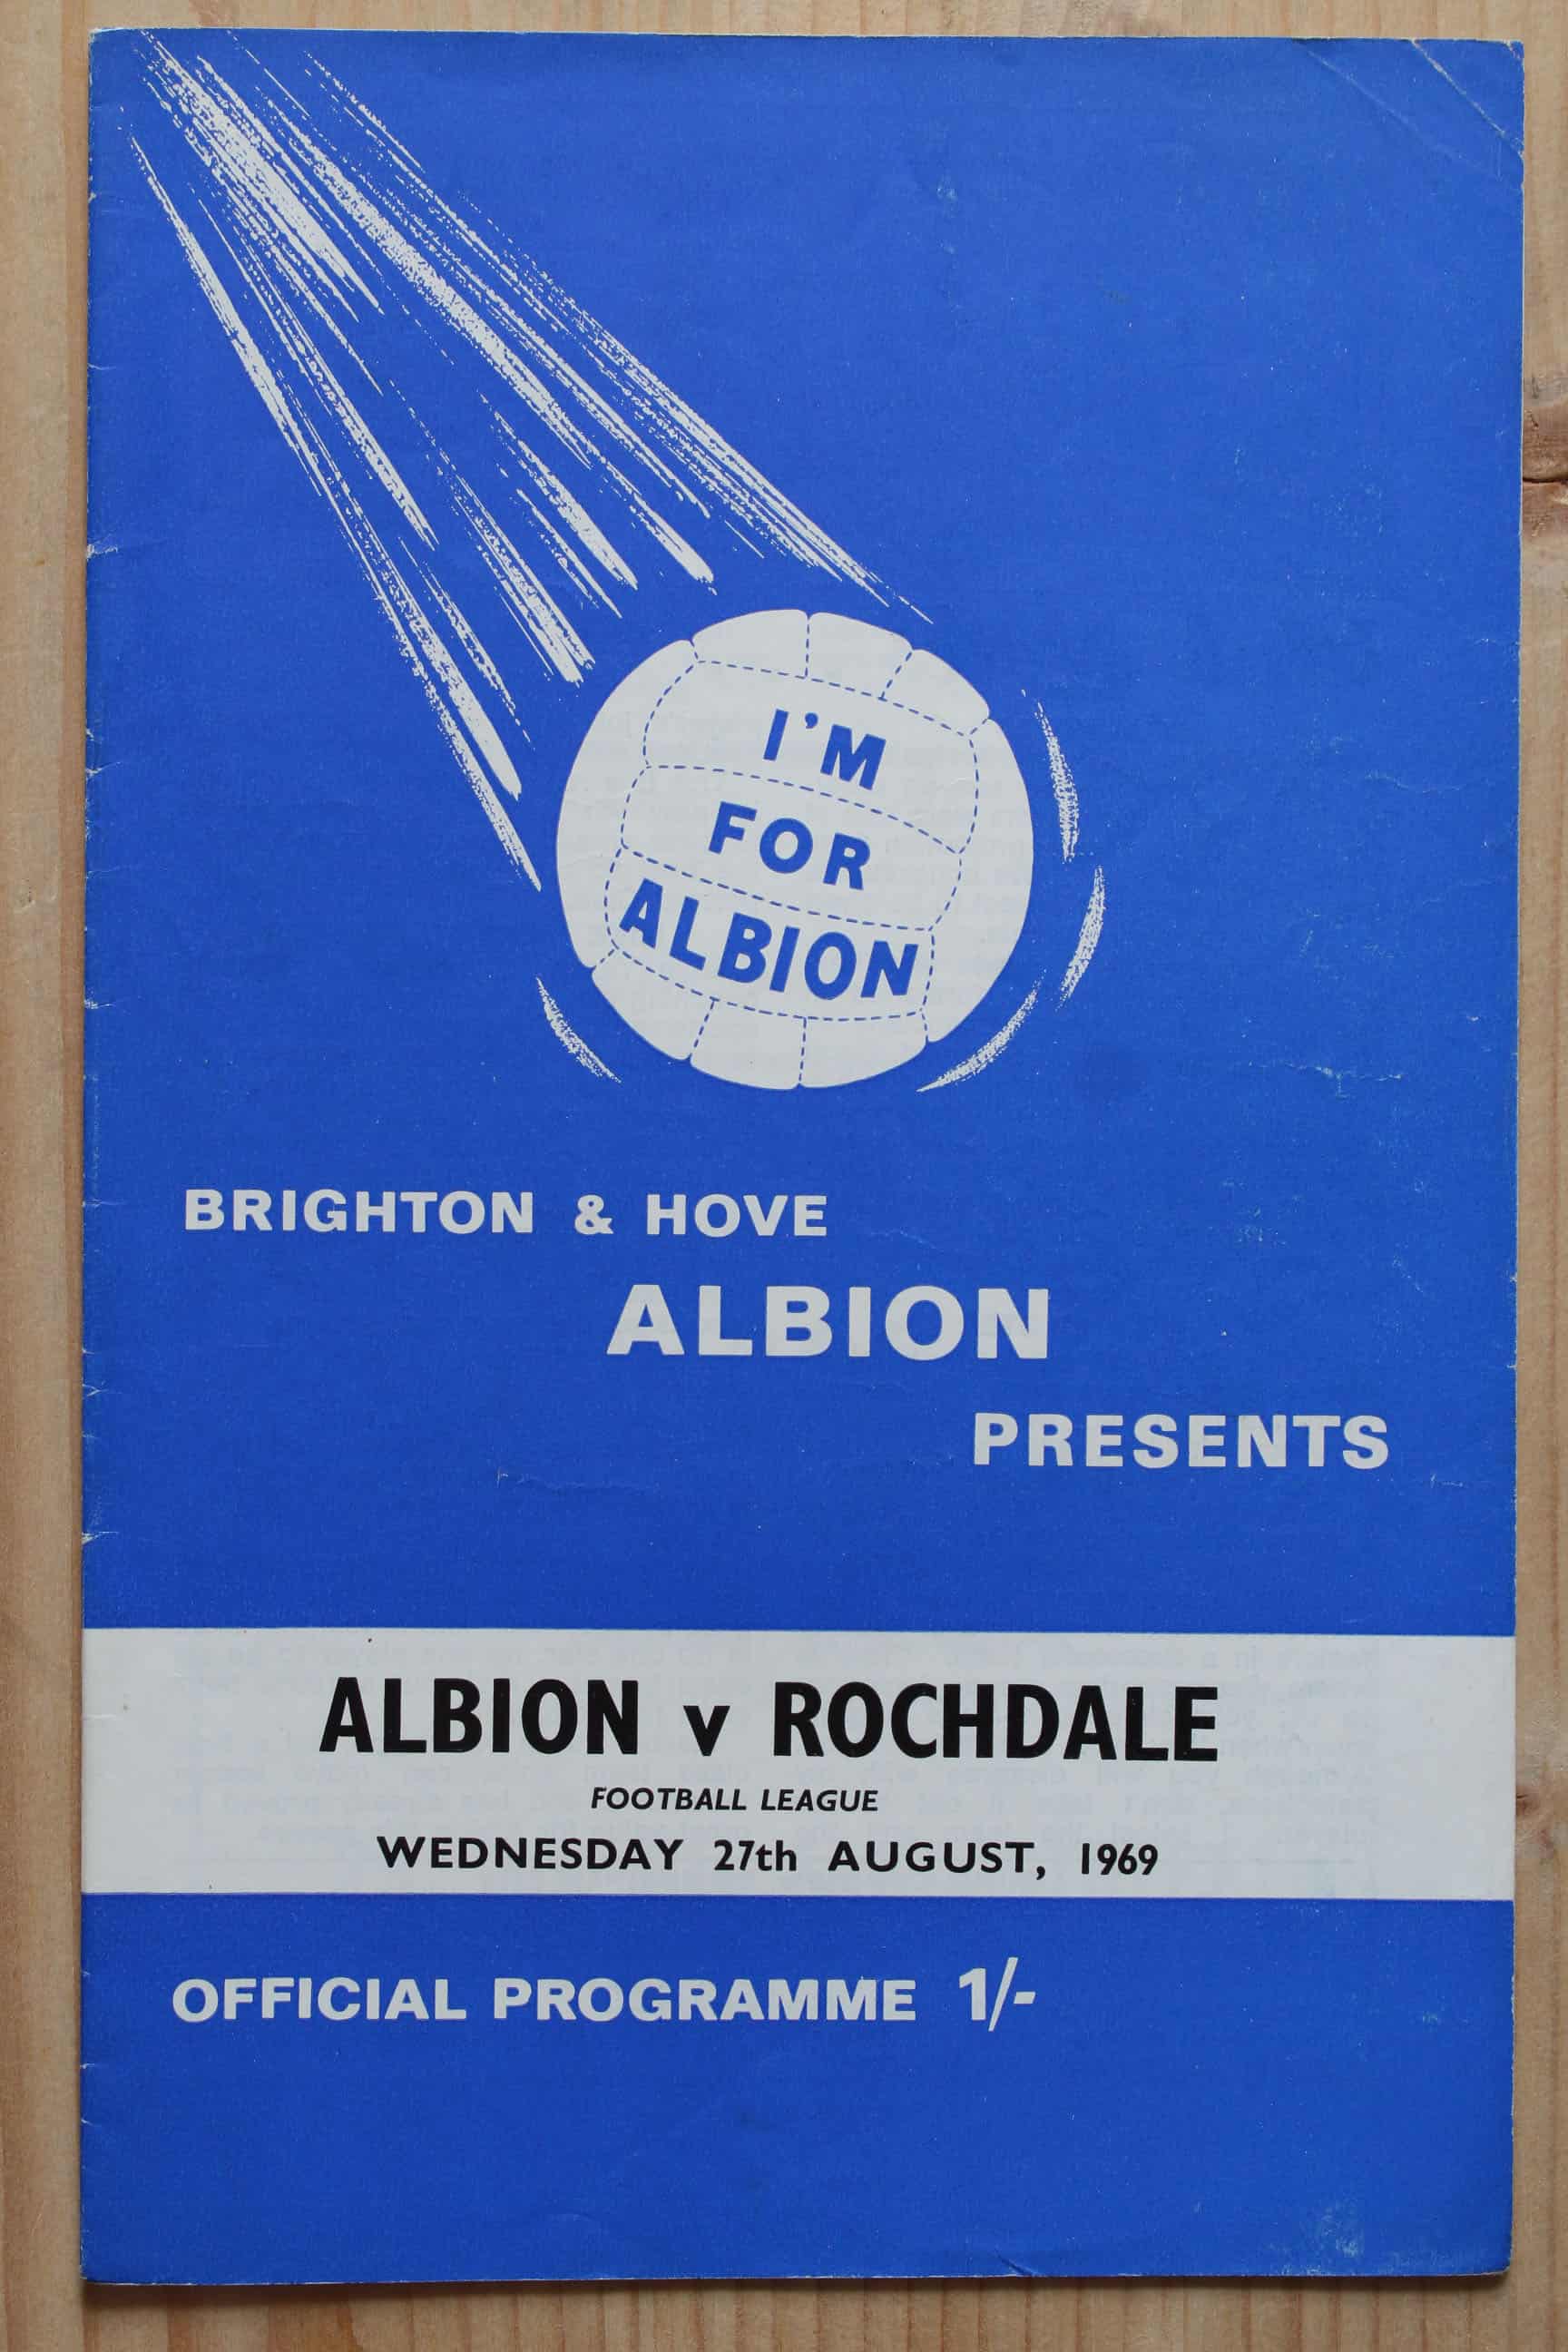 I'M
FOR
ALBION
BRIGHTON & HOVE
ALBION
PRESENTS
ALBION v ROCHDALE
FOOTBALL LEAGUE
WEDNESDAY 27th AUGUST, 1969
OFFICIAL PROGRAMME 1/-